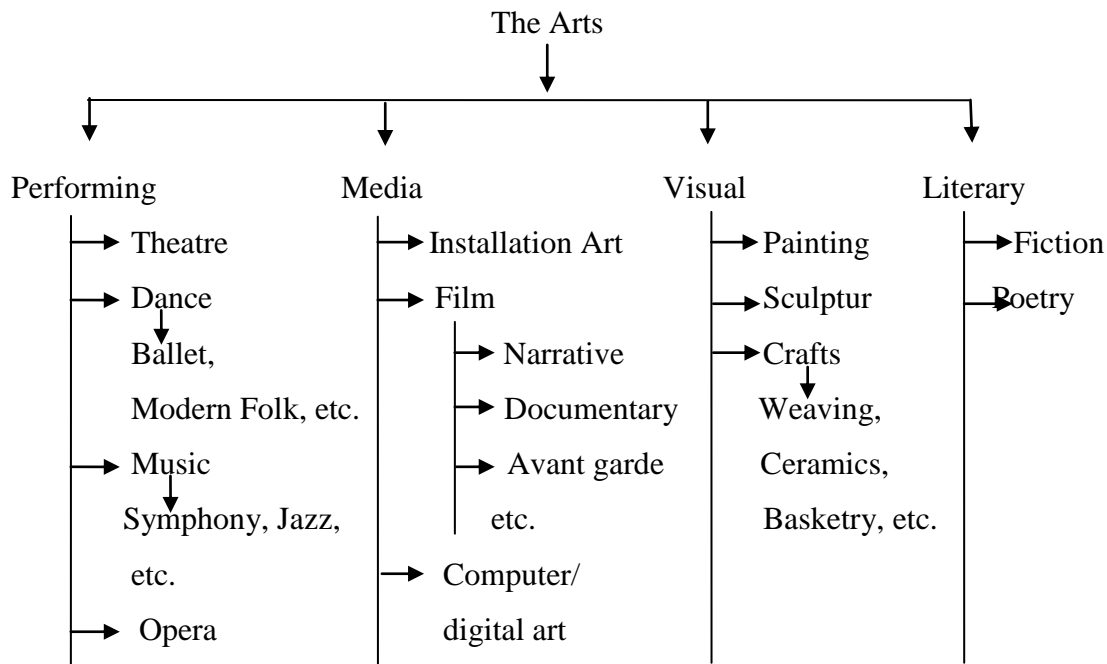 The Arts
Performing
Theatre
Dance
Ballet,
Modern Folk, etc.
Music
Symphony, Jazz,
etc.
Opera
Media
Installation Art
Film
Narrative
Documentary
Avant garde
etc.
Computer/
digital art
Visual
Painting
Sculptur
Crafts
Weaving,
Ceramics,
Basketry, etc.
Literary
Fiction
Poetry